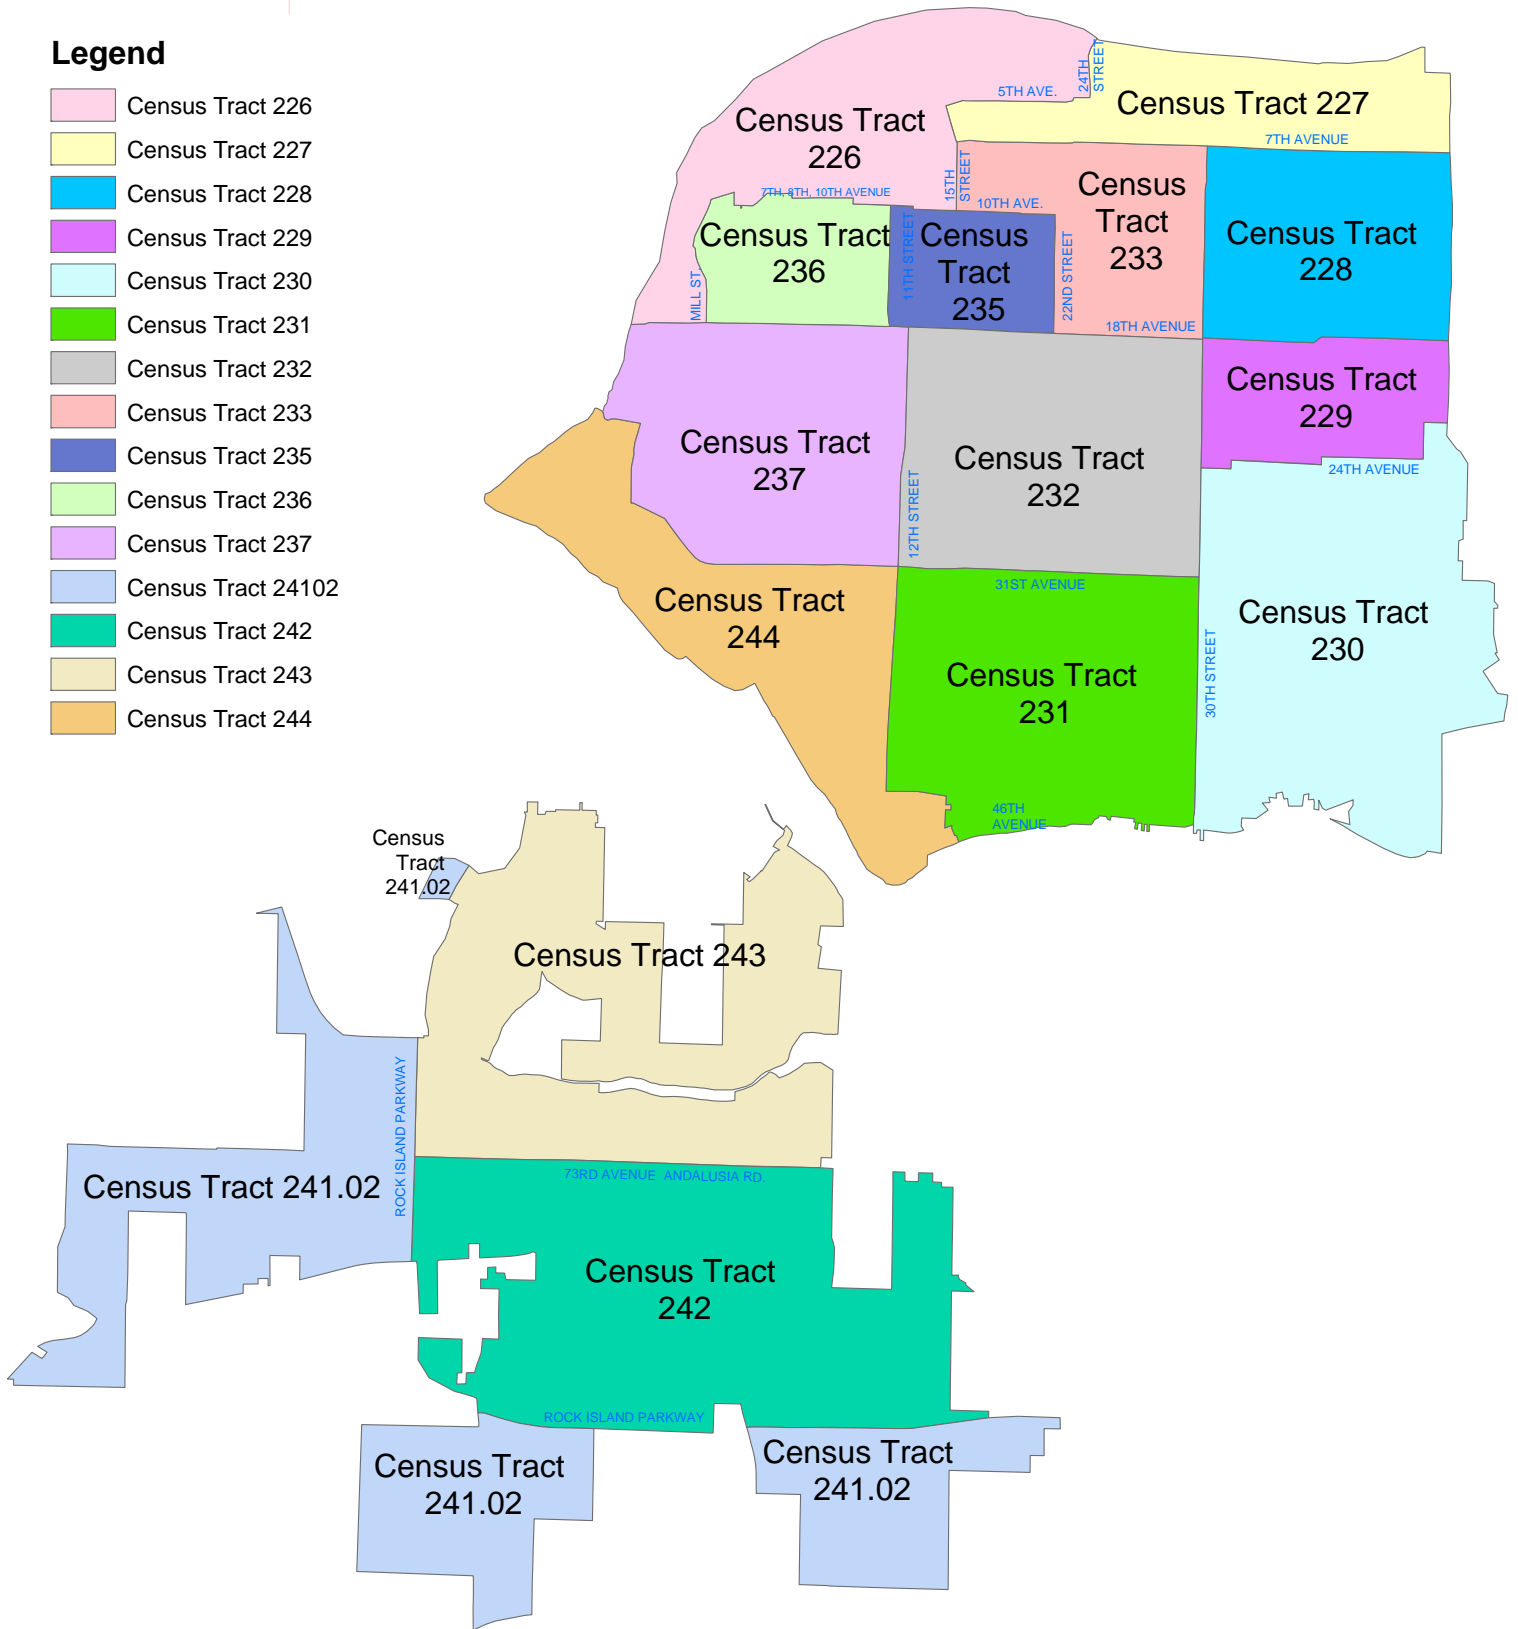 Legend
Census Tract 226
Census Tract 227
Census Tract 228
Census Tract 229
Census Tract 230
Census Tract 231
Census Tract 232
Census Tract 233
Census Tract 235
Census Tract 236
Census Tract 237
Census Tract 24102
Census Tract 242
Census Tract 243
Census Tract 244
24TH
STREET
5TH AVE.
Census Tract 227
Census Tract
226
7TH AVENUE
7TH, 8TH, 10TH AVENUE
15TH
STREET
10TH AVE.
Census
Tract
233
Census Tract
228
Census Tract
236
11TH STREET
Census
Tract
235
22ND STREET
MILL ST
18TH AVENUE
Census Tract
229
Census Tract
237
Census Tract
232
24TH AVENUE
12TH STREET
31ST AVENUE
Census Tract
244
Census Tract
230
30TH STREET
Census Tract
231
46TH
AVENUE
Census
Tract
241.02
Census Tract 243
ROCK ISLAND PARKWAY
Census Tract 241.02
73RD AVENUE ANDALUSIA RD.
Census Tract
242
ROCK ISLAND PARKWAY
Census Tract
241.02
Census Tract
241.02